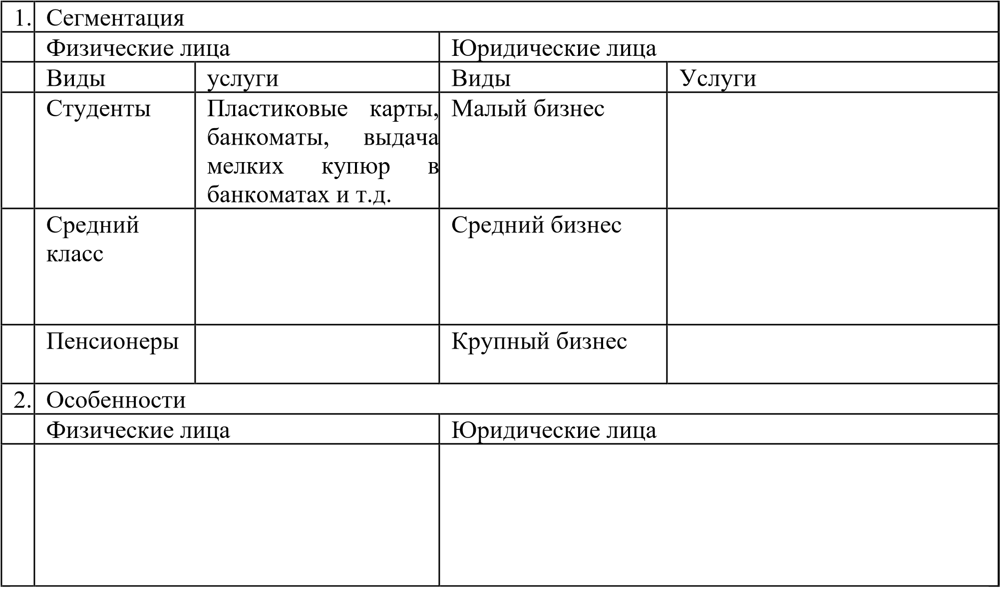 1. Сегментация
Физические лица Юридические лица
Виды услуги Виды Услуги
Студенты Пластиковые карты, Малый бизнес
банкоматы, выдача
мелких купюр в
банкоматах и т.д.
Средний Средний бизнес
класс
Пенсионеры Крупный бизнес
2. Особенности
Физические лица Юридические лица